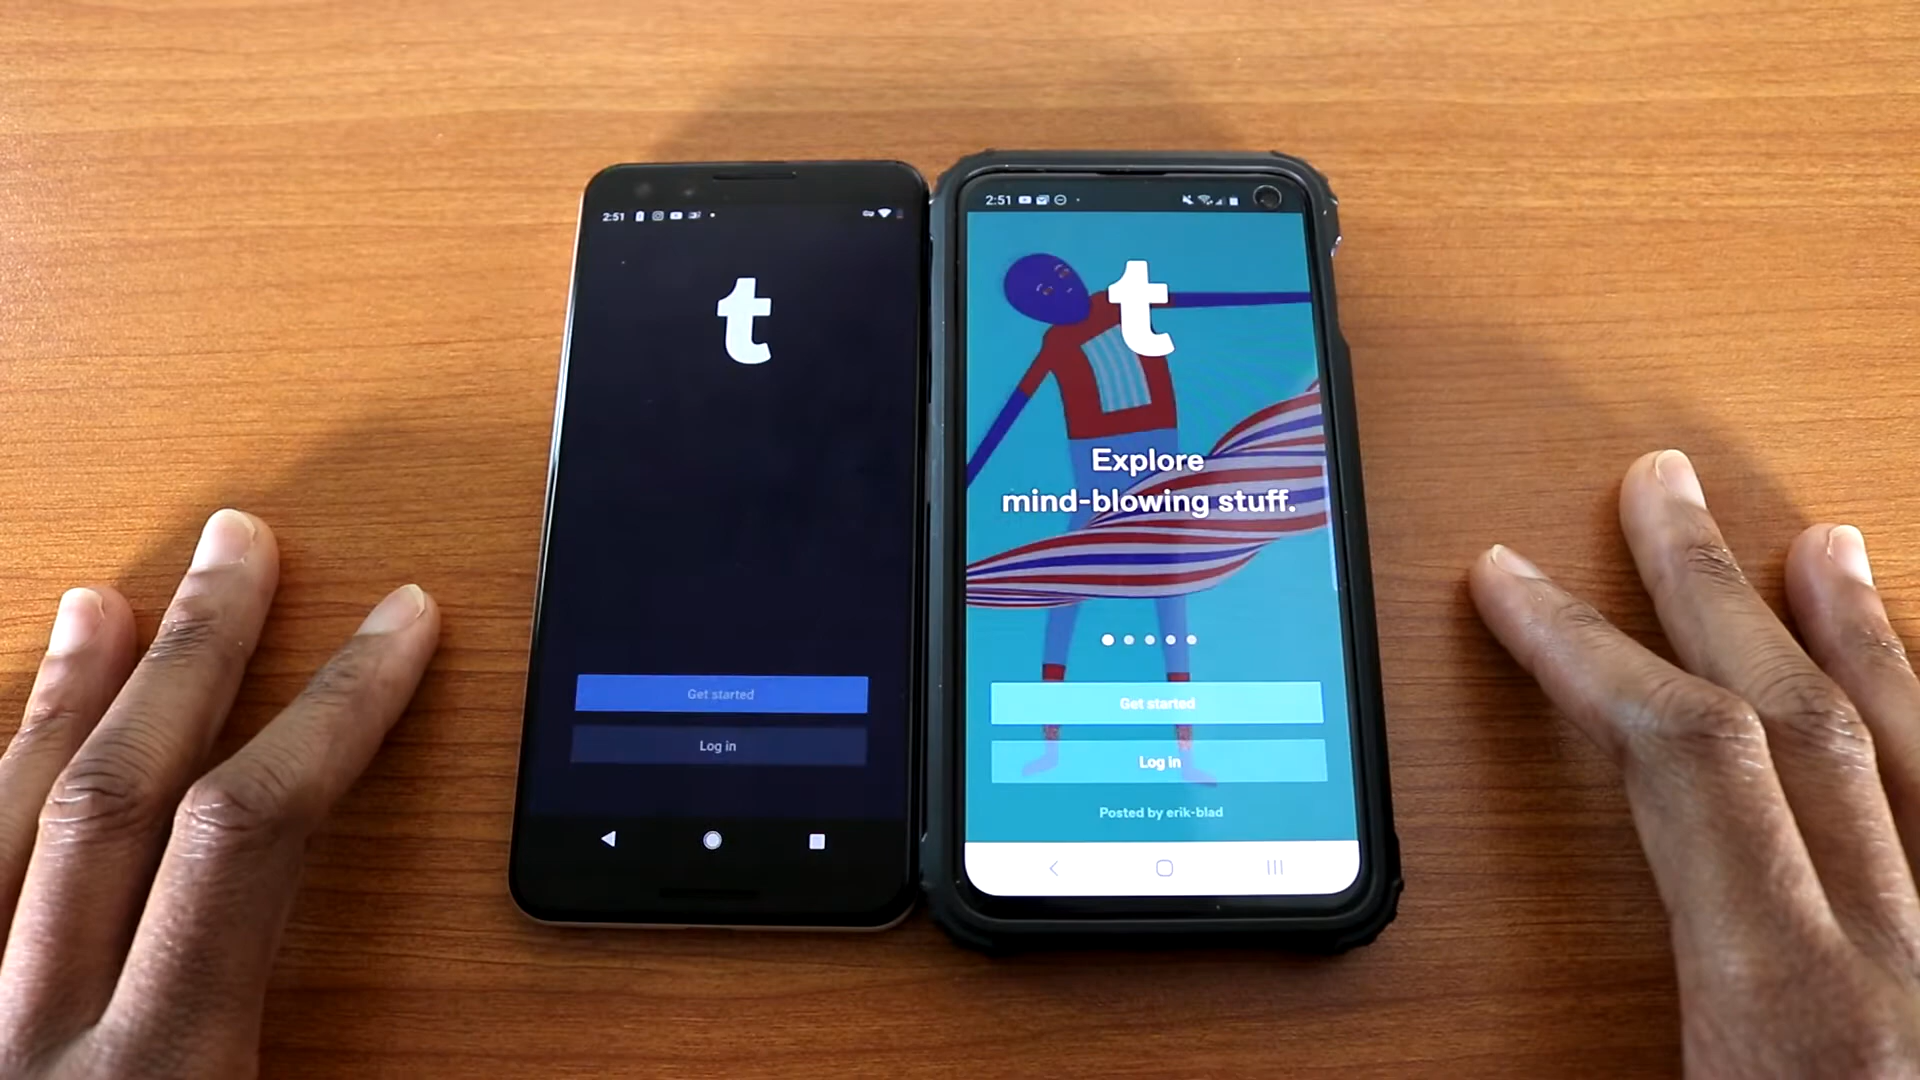 2:51
t
Get started
Log in
2:51
t
Explore
mind-blowing stuff.
Get started
Log in
Posted by erik-blad